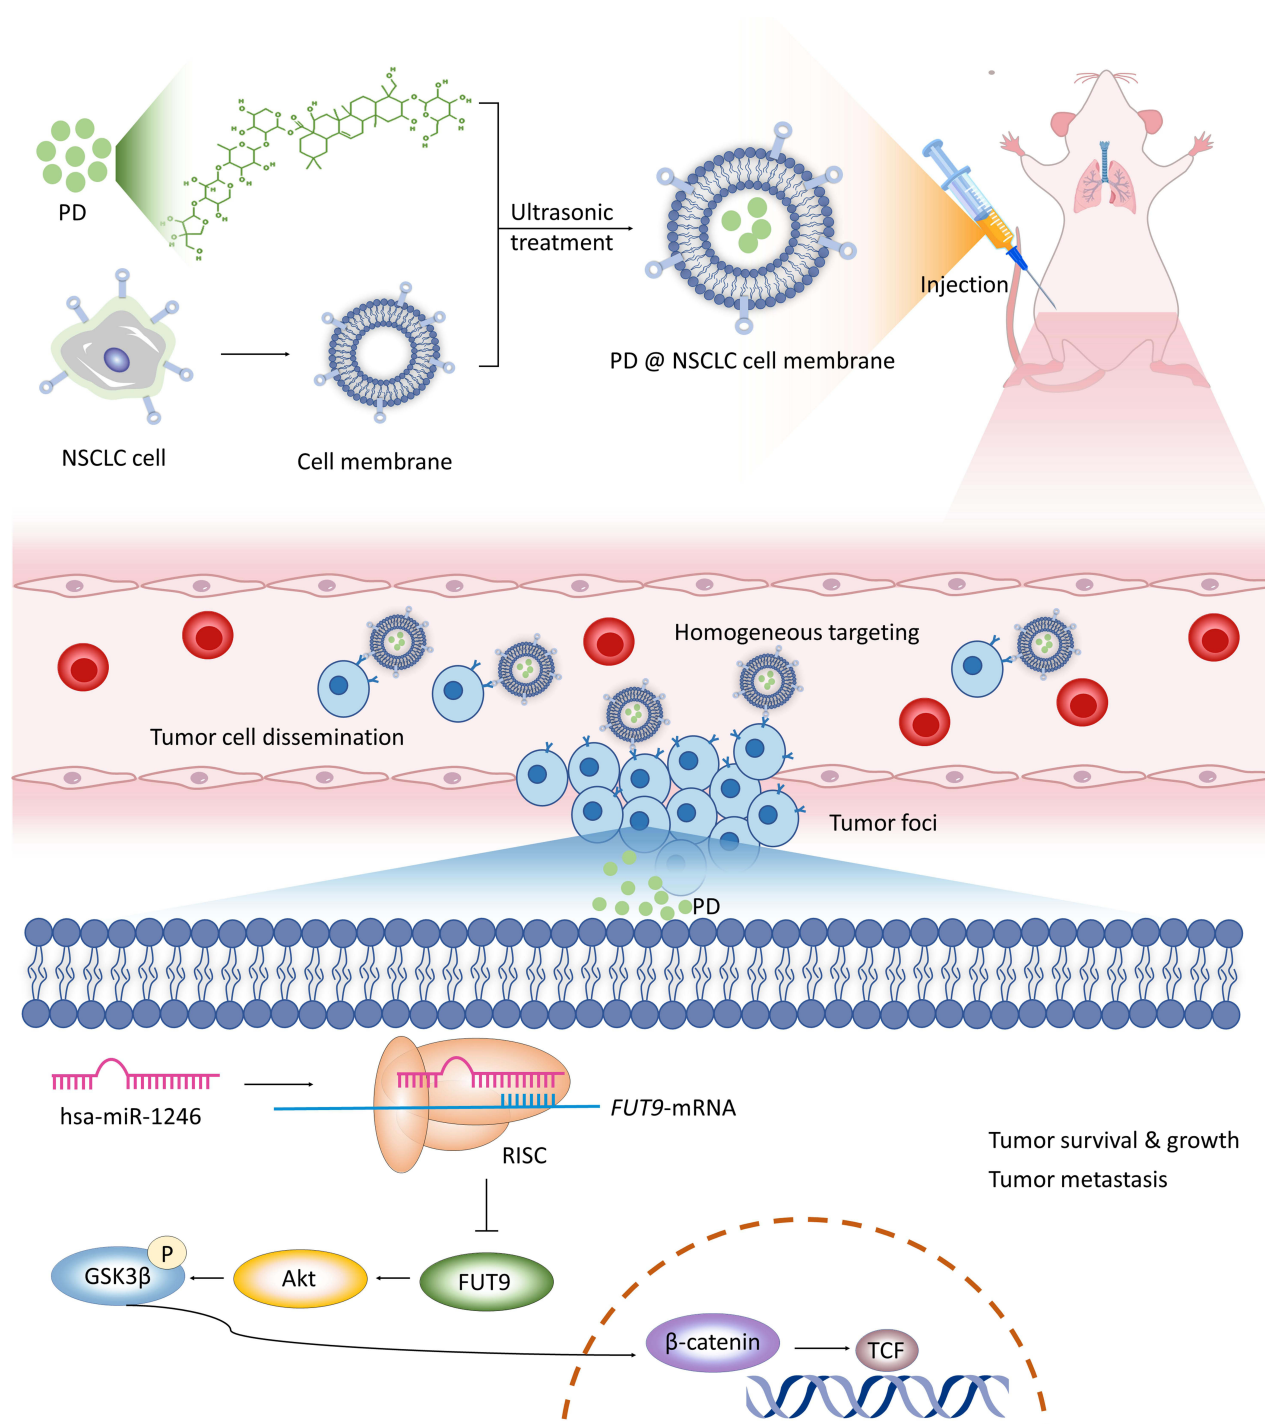 PD
Ultrasonic
treatment
Injection
PD @ NSCLC cell membrane
NSCLC cell
Cell membrane
Homogeneous targeting
Tumor cell dissemination
Tumor foci
PD
hsa-miR-1246
FUT9-mRNA
RISC
Tumor survival & growth
Tumor metastasis
P
GSK3β
Akt
FUT9
β-catenin
TCF